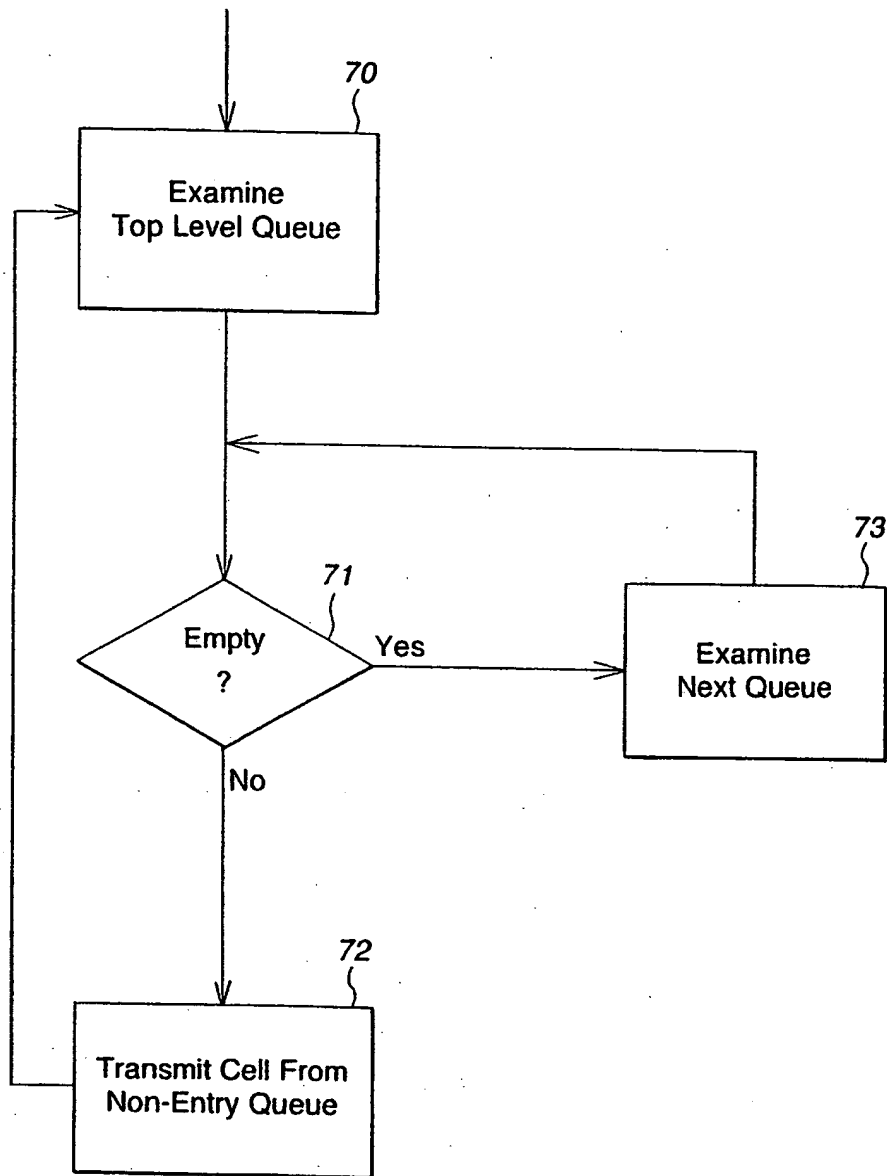 70
Examine
Top Level Queue
71
Empty
?
Yes
73
Examine
Next Queue
No
72
Transmit Cell From
Non-Entry Queue